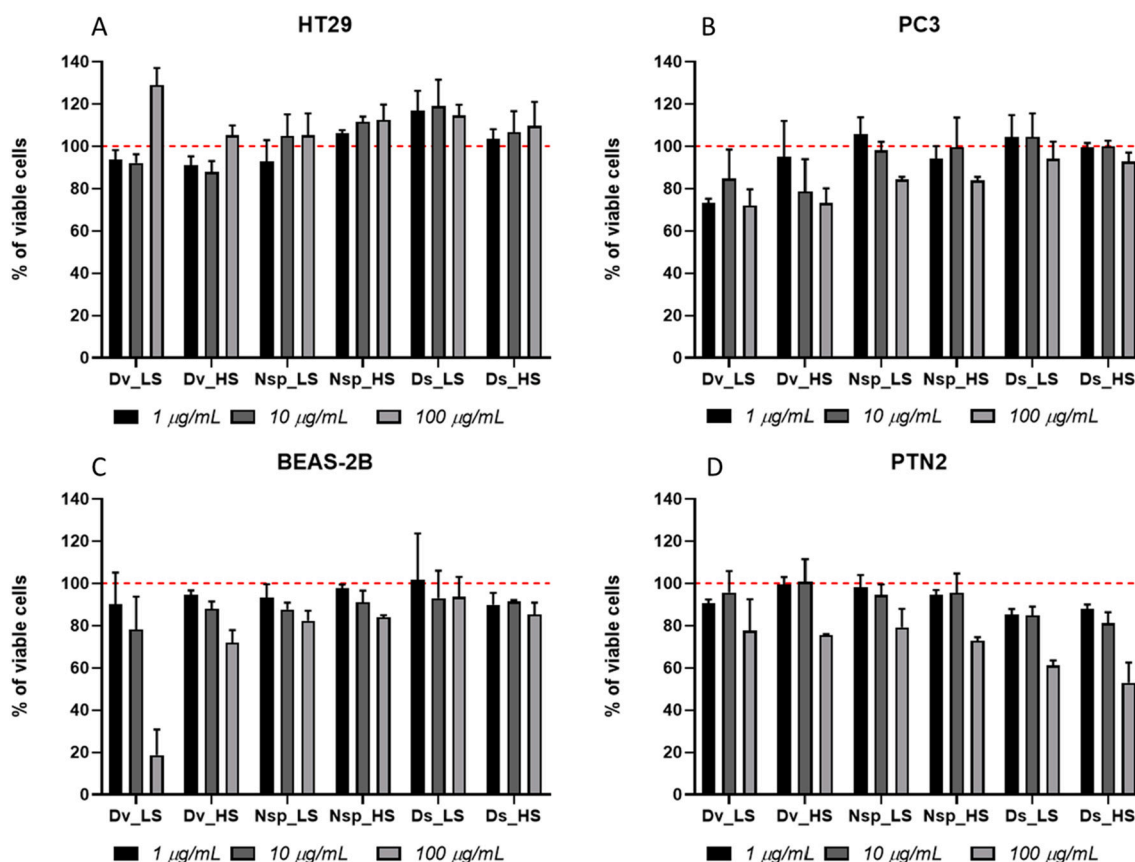 A HT29
% of viable cells
140
120
100
80
60
40
20
0
Dv_LS Dv_HS Nsp_LS Nsp_HS Ds_LS Ds_HS
1 μg/mL 10 μg/mL 100 μg/mL
B PC3
% of viable cells
140
120
100
80
60
40
20
0
Dv_LS Dv_HS Nsp_LS Nsp_HS Ds_LS Ds_HS
1 μg/mL 10 μg/mL 100 μg/mL
C BEAS-2B
% of viable cells
140
120
100
80
60
40
20
0
Dv_LS Dv_HS Nsp_LS Nsp_HS Ds_LS Ds_HS
1 μg/mL 10 μg/mL 100 μg/mL
D PTN2
% of viable cells
140
120
100
80
60
40
20
0
Dv_LS Dv_HS Nsp_LS Nsp_HS Ds_LS Ds_HS
1 μg/mL 10 μg/mL 100 μg/mL